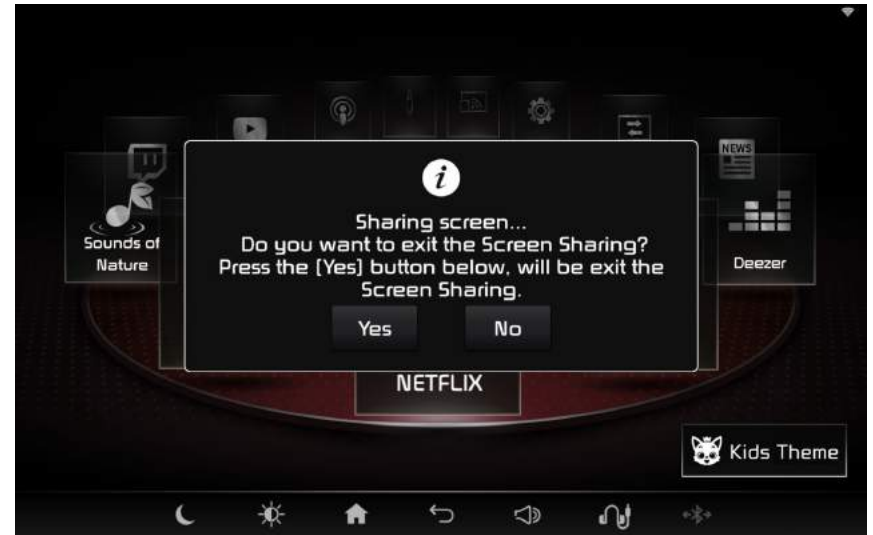 NEWS
Sounds of
Nature
Deezer
i
Sharing screen...
Do you want to exit the Screen Sharing?
Press the [Yes] button below, will be exit the
Screen Sharing.
Yes
No
NETFLIX
Kids Theme